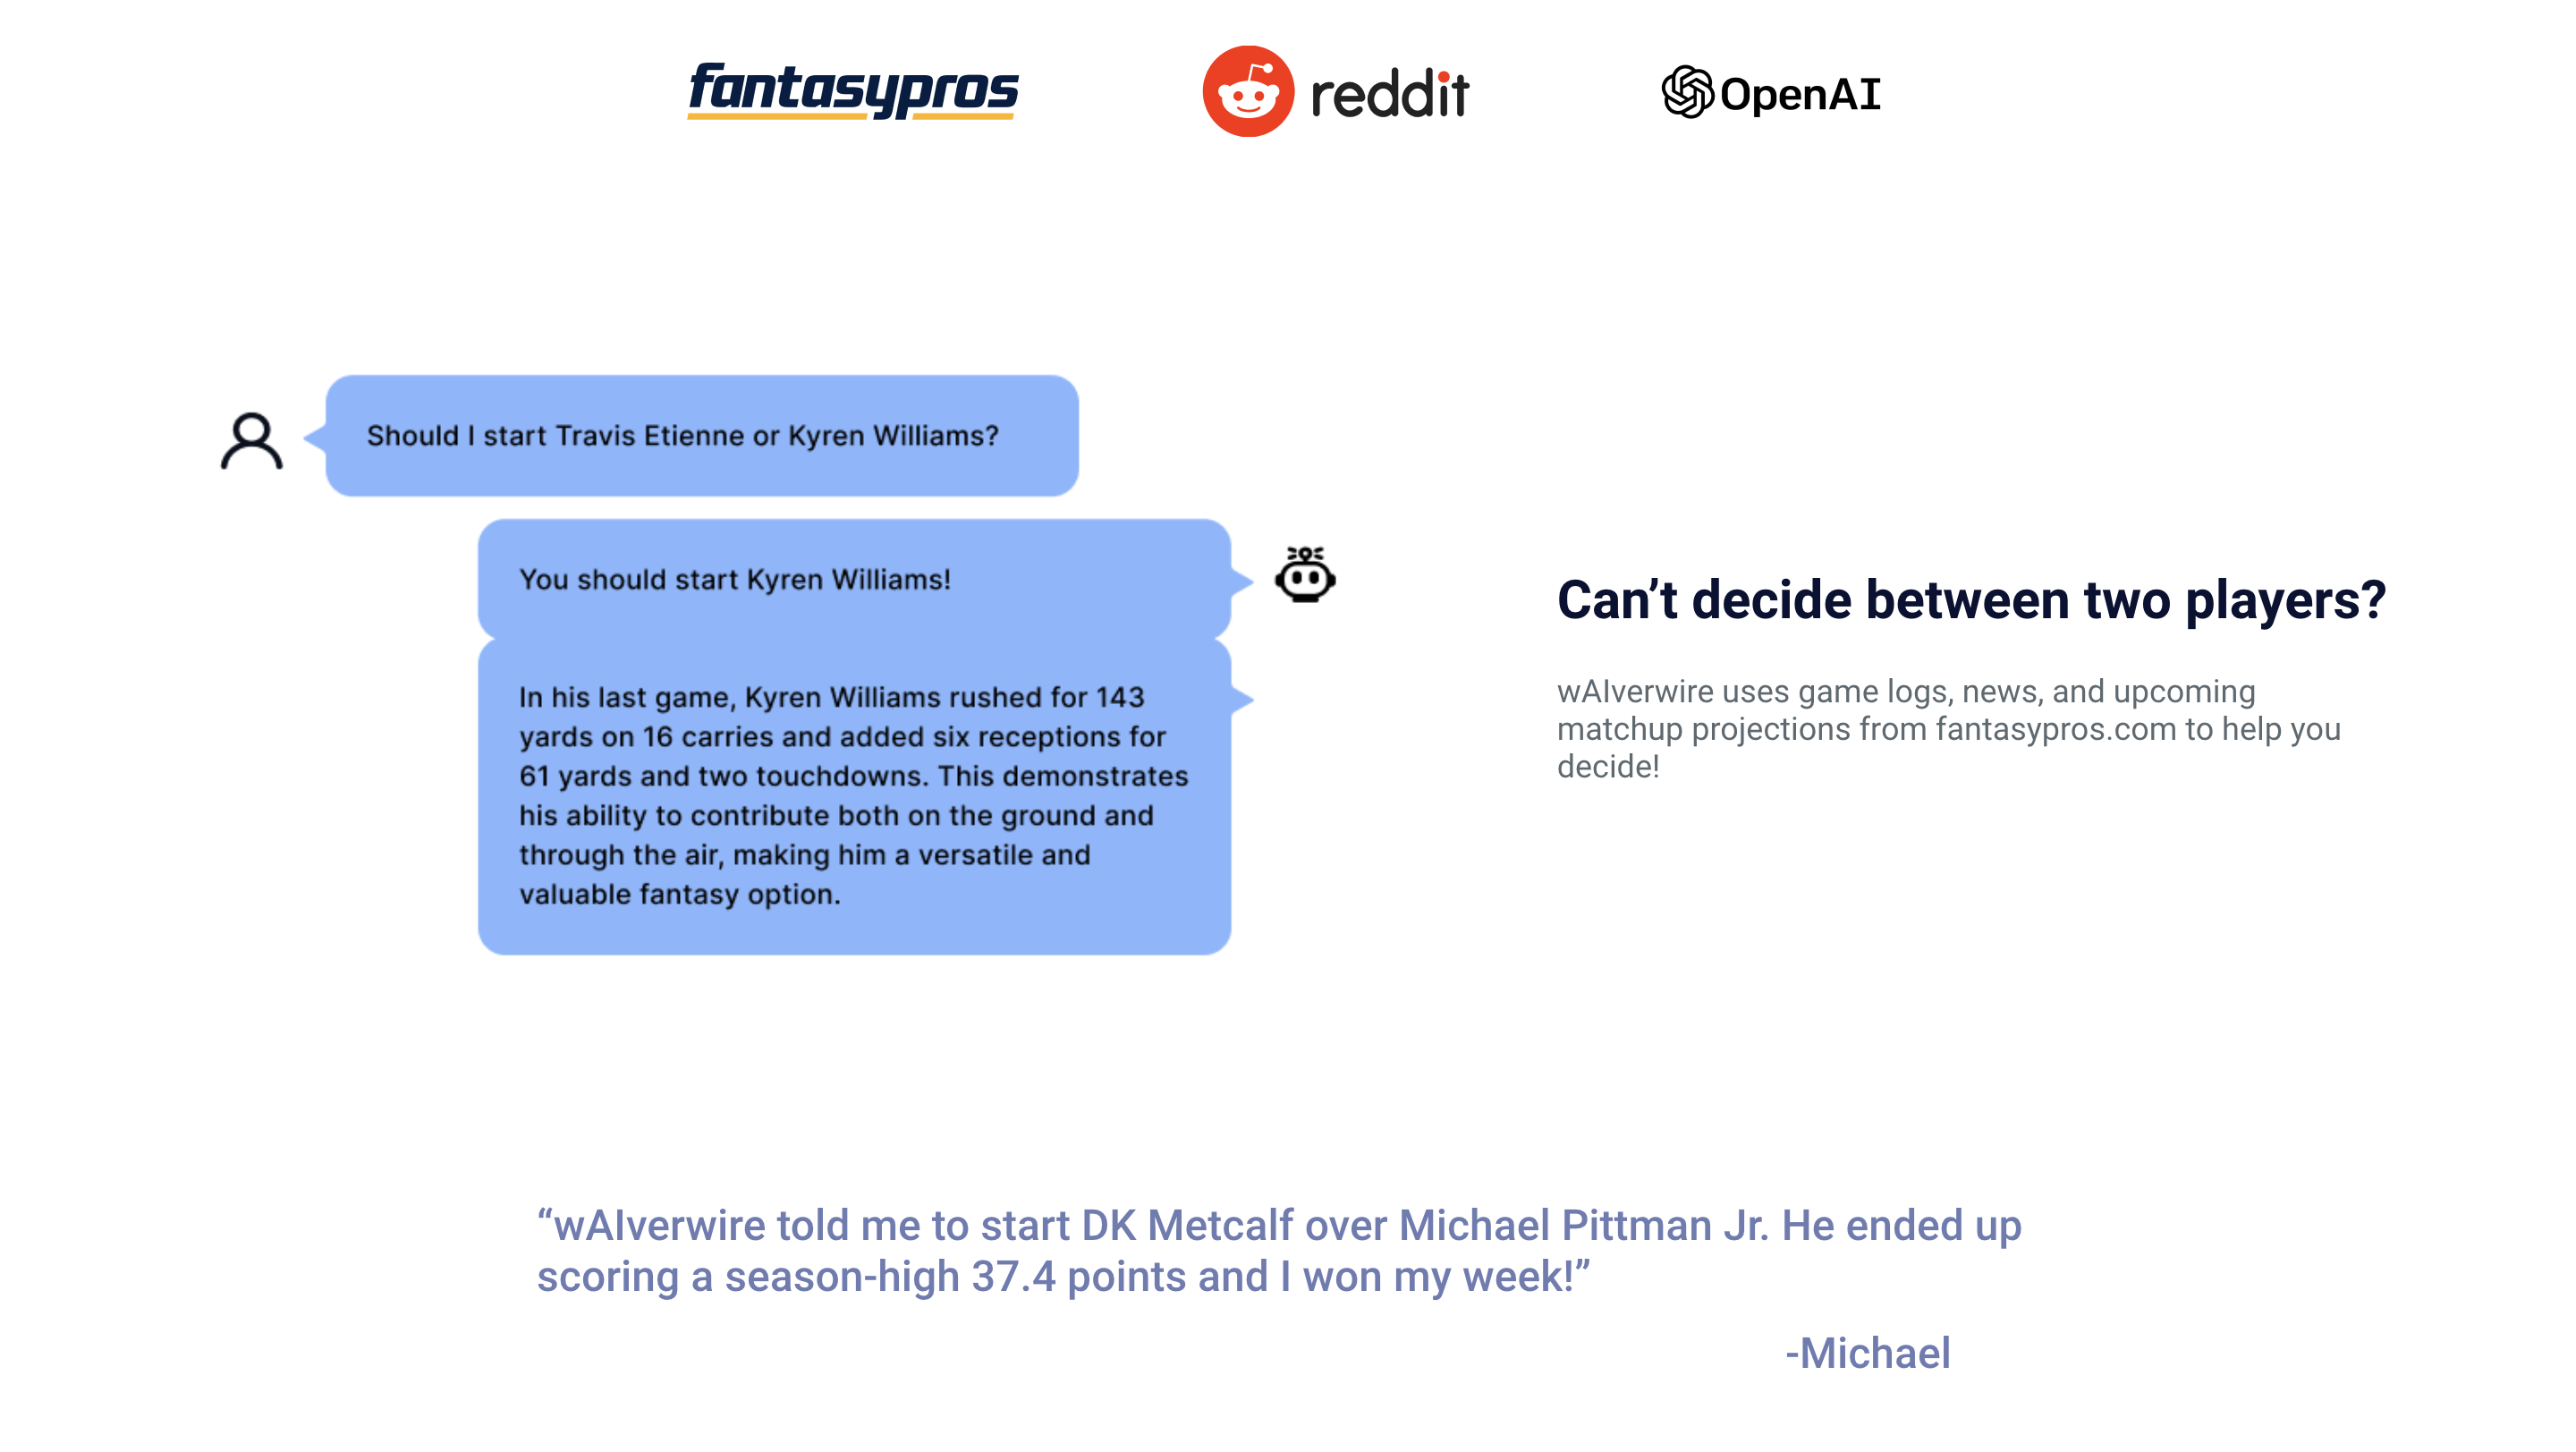 fantasypros
reddit
OpenAI
Should I start Travis Etienne or Kyren Williams?
You should start Kyren Williams!
In his last game, Kyren Williams rushed for 143
yards on 16 carries and added six receptions for
61 yards and two touchdowns. This demonstrates
his ability to contribute both on the ground and
through the air, making him a versatile and
valuable fantasy option.
Can’t decide between two players?
wAIverwire uses game logs, news, and upcoming
matchup projections from fantasypros.com to help you
decide!
“wAIverwire told me to start DK Metcalf over Michael Pittman Jr. He ended up
scoring a season-high 37.4 points and I won my week!”
-Michael